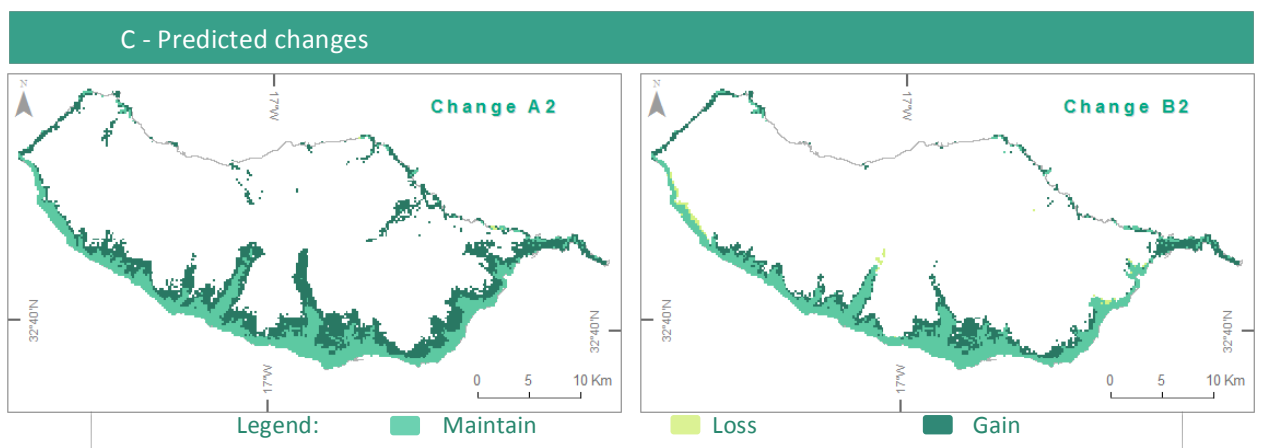 C - Predicted changes
N
17°W
Change A2
32°40'N
32°40'N
17°W
0 5 10 Km
N
17°W
Change B2
32°40'N
32°40'N
17°W
0 5 10 Km
Legend: Maintain Loss Gain